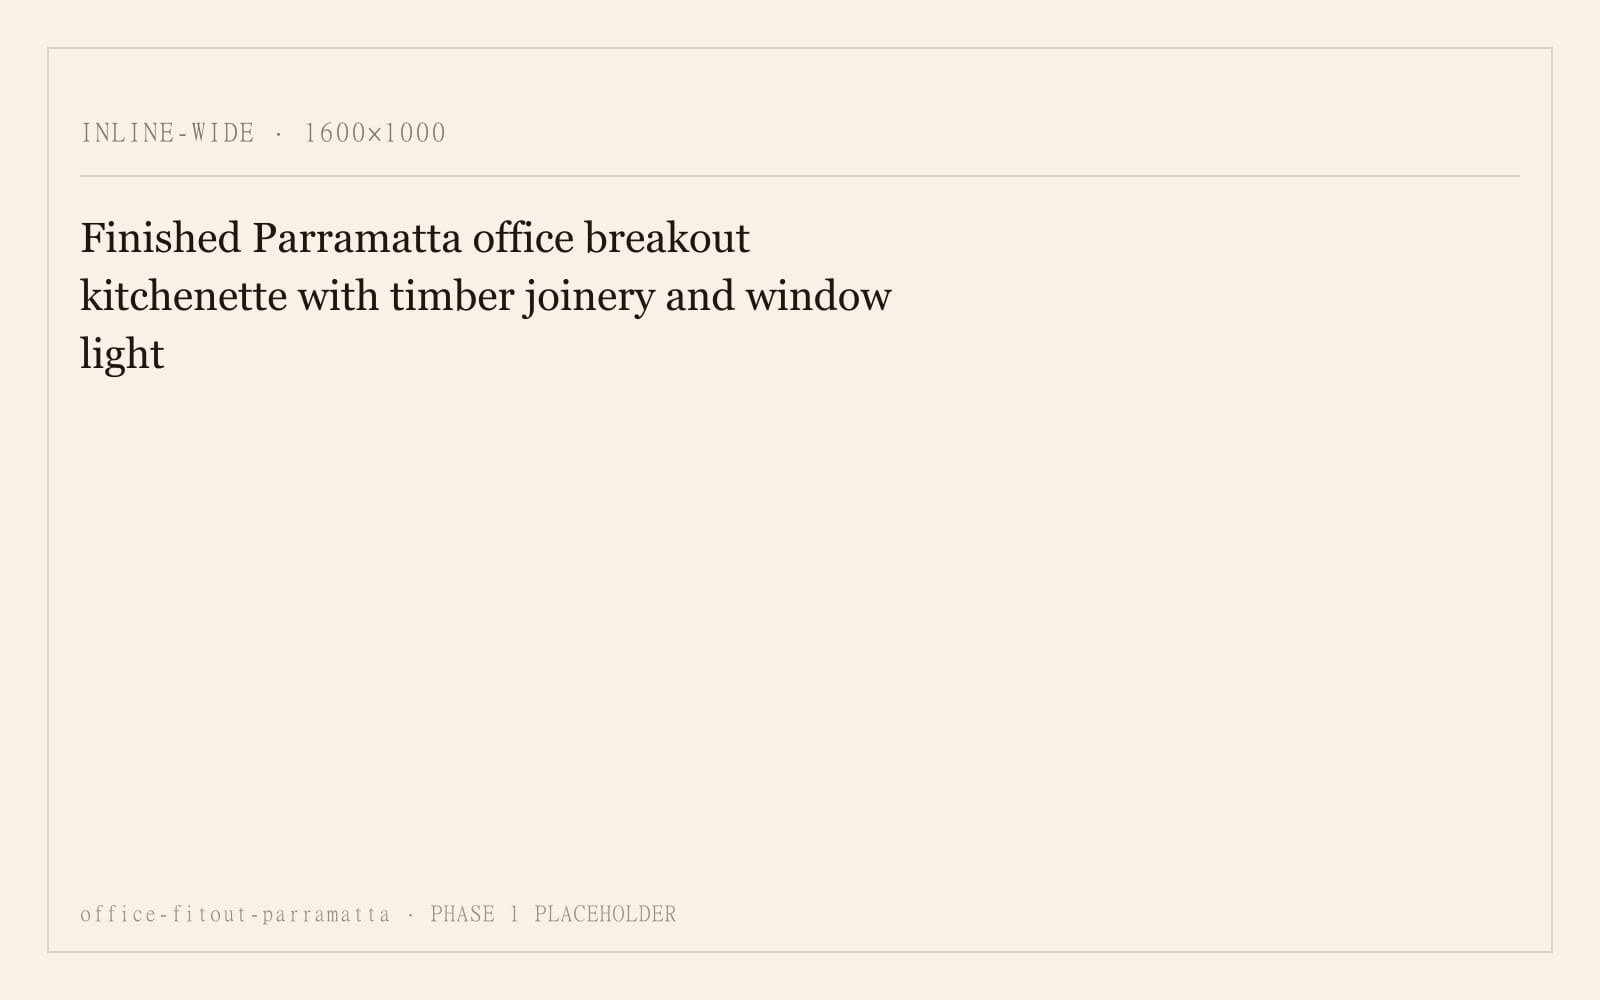 INLINE-WIDE · 1600×1000
Finished Parramatta office breakout
kitchenette with timber joinery and window
light
office-fitout-parramatta · PHASE 1 PLACEHOLDER